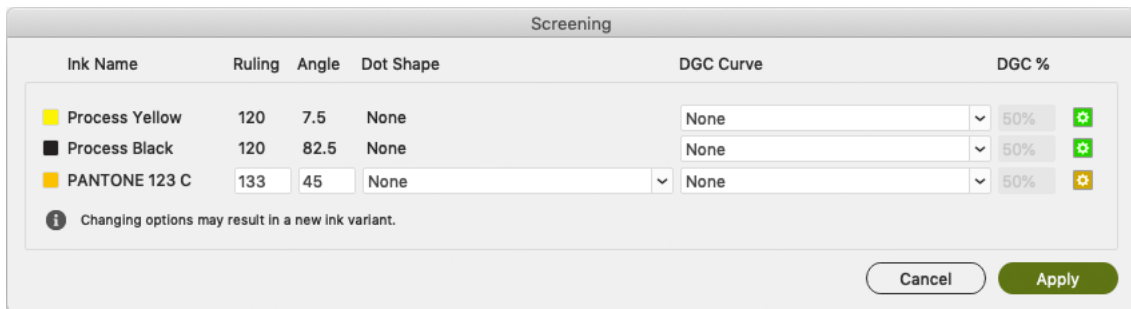 Screening
Ink Name Ruling Angle Dot Shape DGC Curve DGC %
Process Yellow 120 7.5 None None 50%
Process Black 120 82.5 None None 50%
PANTONE 123 C 133 45 None None 50%
Changing options may result in a new ink variant.
Cancel Apply